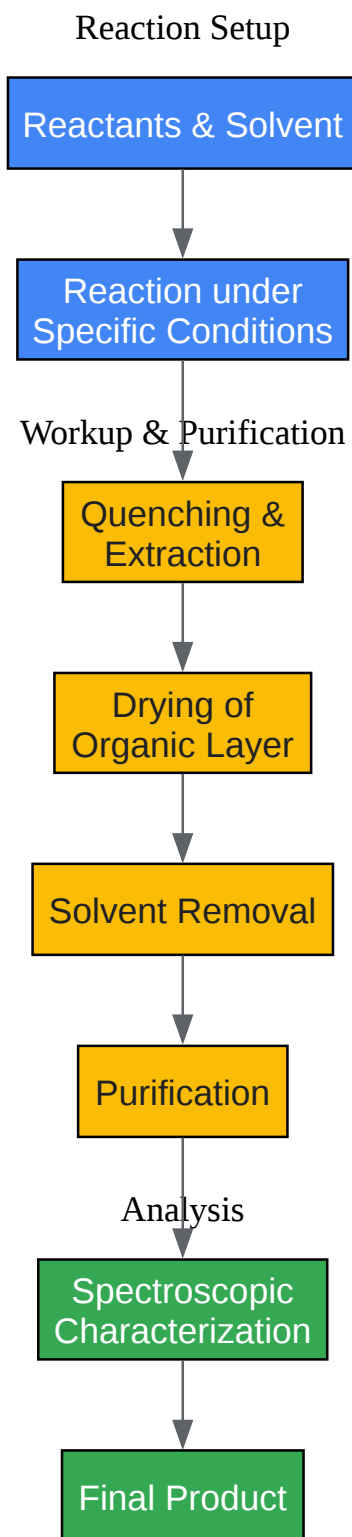 Reaction Setup
Reactants & Solvent
Reaction under
Specific Conditions
Workup & Purification
Quenching &
Extraction
Drying of
Organic Layer
Solvent Removal
Purification
Analysis
Spectroscopic
Characterization
Final Product